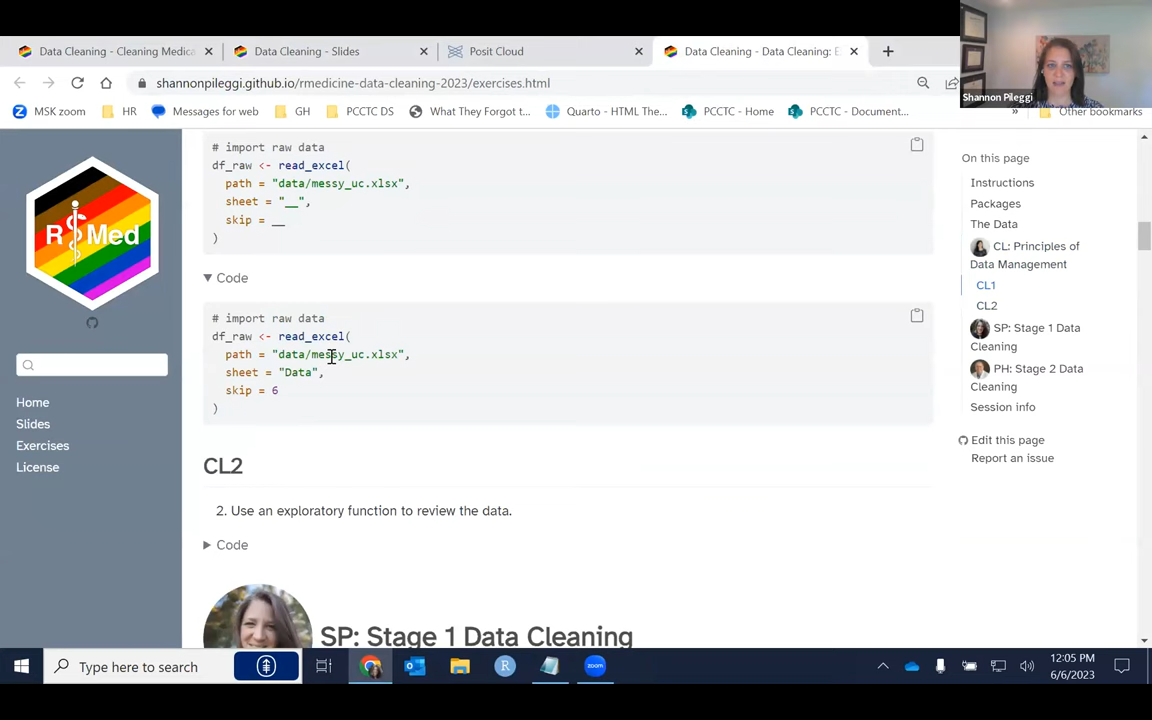 Data Cleaning - Cleaning Medica
Data Cleaning - Slides
Posit Cloud
Data Cleaning - Data Cleaning: E
shannonpileggi.github.io/rmedicine-data-cleaning-2023/exercises.html
MSK zoom
HR
Messages for web
GH
PCCTC DS
What They Forgot t...
Quarto - HTML The...
PCCTC - Home
PCCTC - Document...
»
Other bookmarks
Shannon Pileggi
R Med
Home
Slides
Exercises
License
# import raw data
df_raw <- read_excel(
path = "data/messy_uc.xlsx",
sheet = "__",
skip = __
)
Code
# import raw data
df_raw <- read_excel(
path = "data/messy_uc.xlsx",
sheet = "Data",
skip = 6
)
CL2
2. Use an exploratory function to review the data.
Code
SP: Stage 1 Data Cleaning
On this page
Instructions
Packages
The Data
CL: Principles of
Data Management
CL1
CL2
SP: Stage 1 Data
Cleaning
PH: Stage 2 Data
Cleaning
Session info
Edit this page
Report an issue
Type here to search
R
zoom
12:05 PM
6/6/2023